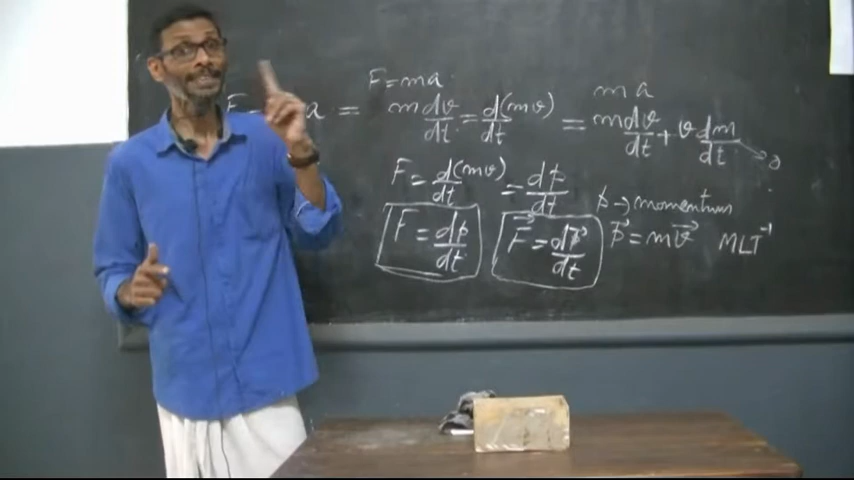 F = ma
F = ma = m dv/dt = d(mv)/dt = m dv/dt + v dm/dt → 0
ma
F = d(mv)/dt = dp/dt
p → momentum
F = dp/dt
F⃗ = dp⃗/dt
p⃗ = mv⃗ MLT⁻¹